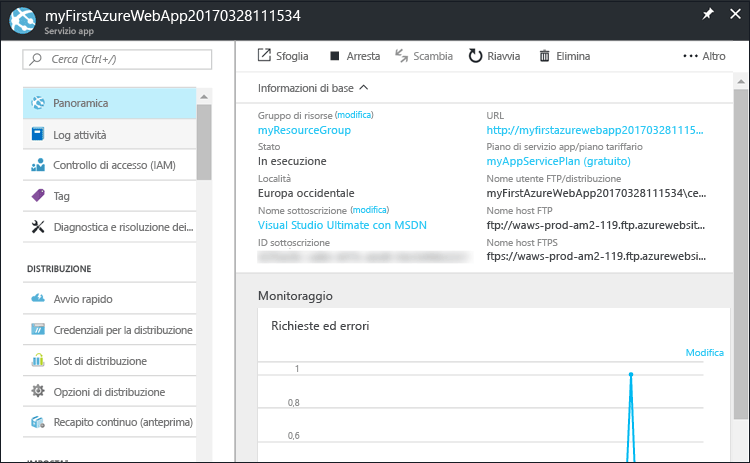 myFirstAzureWebApp20170328111534
Servizio app
Cerca (Ctrl+/)
Panoramica
Log attività
Controllo di accesso (IAM)
Tag
Diagnostica e risoluzione dei...
DISTRIBUZIONE
Avvio rapido
Credenziali per la distribuzione
Slot di distribuzione
Opzioni di distribuzione
Recapito continuo (anteprima)
Sfoglia Arresta Scambia Riavvia Elimina Altro
Informazioni di base
Gruppo di risorse (modifica)
myResourceGroup
Stato
In esecuzione
Località
Europa occidentale
Nome sottoscrizione (modifica)
Visual Studio Ultimate con MSDN
ID sottoscrizione
URL
http://myfirstazurewebapp201703281115...
Piano di servizio app/piano tariffario
myAppServicePlan (gratuito)
Nome utente FTP/distribuzione
myFirstAzureWebApp20170328111534\ce...
Nome host FTP
ftp://waws-prod-am2-119.ftp.azurewebsit...
Nome host FTPS
ftps://waws-prod-am2-119.ftp.azurewebsi...
Monitoraggio
Richieste ed errori
Modifica
1
0,8
0,6